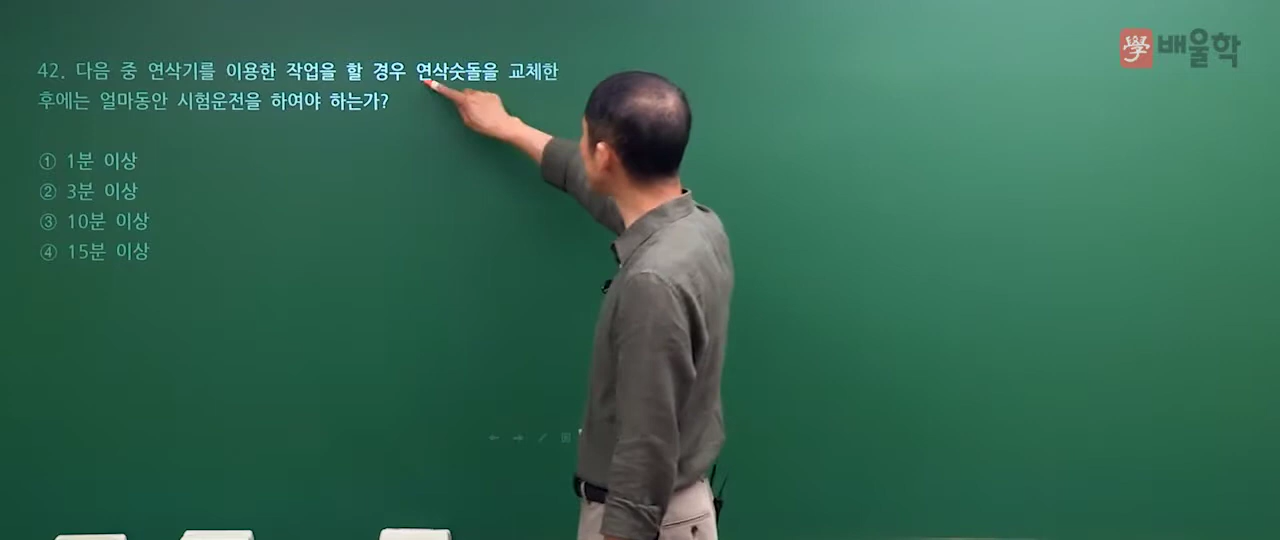 學 배울학
42. 다음 중 연삭기를 이용한 작업을 할 경우 연삭숫돌을 교체한
후에는 얼마동안 시험운전을 하여야 하는가?
① 1분 이상
② 3분 이상
③ 10분 이상
④ 15분 이상